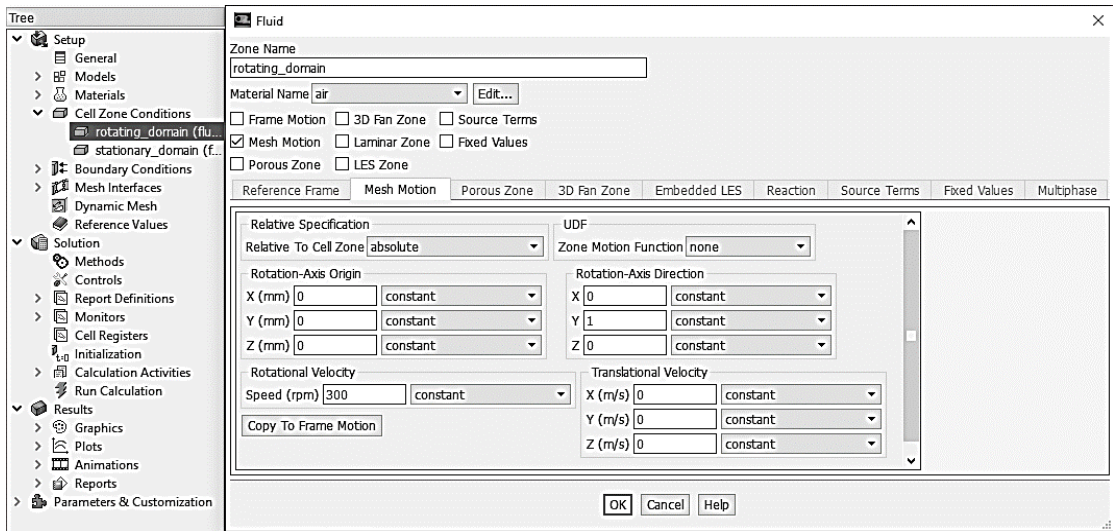 Tree
Setup
General
Models
Materials
Cell Zone Conditions
rotating_domain (flu...
stationary_domain (f...
Boundary Conditions
Mesh Interfaces
Dynamic Mesh
Reference Values
Solution
Methods
Controls
Report Definitions
Monitors
Cell Registers
t=0 Initialization
Calculation Activities
Run Calculation
Results
Graphics
Plots
Animations
Reports
Parameters & Customization
Fluid
Zone Name
rotating_domain
Material Name air Edit...
Frame Motion 3D Fan Zone Source Terms
Mesh Motion Laminar Zone Fixed Values
Porous Zone LES Zone
Reference Frame Mesh Motion Porous Zone 3D Fan Zone Embedded LES Reaction Source Terms Fixed Values Multiphase
Relative Specification
Relative To Cell Zone absolute
UDF
Zone Motion Function none
Rotation-Axis Origin
X (mm) 0 constant
Y (mm) 0 constant
Z (mm) 0 constant
Rotation-Axis Direction
X 0 constant
Y 1 constant
Z 0 constant
Rotational Velocity
Speed (rpm) 300 constant
Copy To Frame Motion
Translational Velocity
X (m/s) 0 constant
Y (m/s) 0 constant
Z (m/s) 0 constant
OK Cancel Help